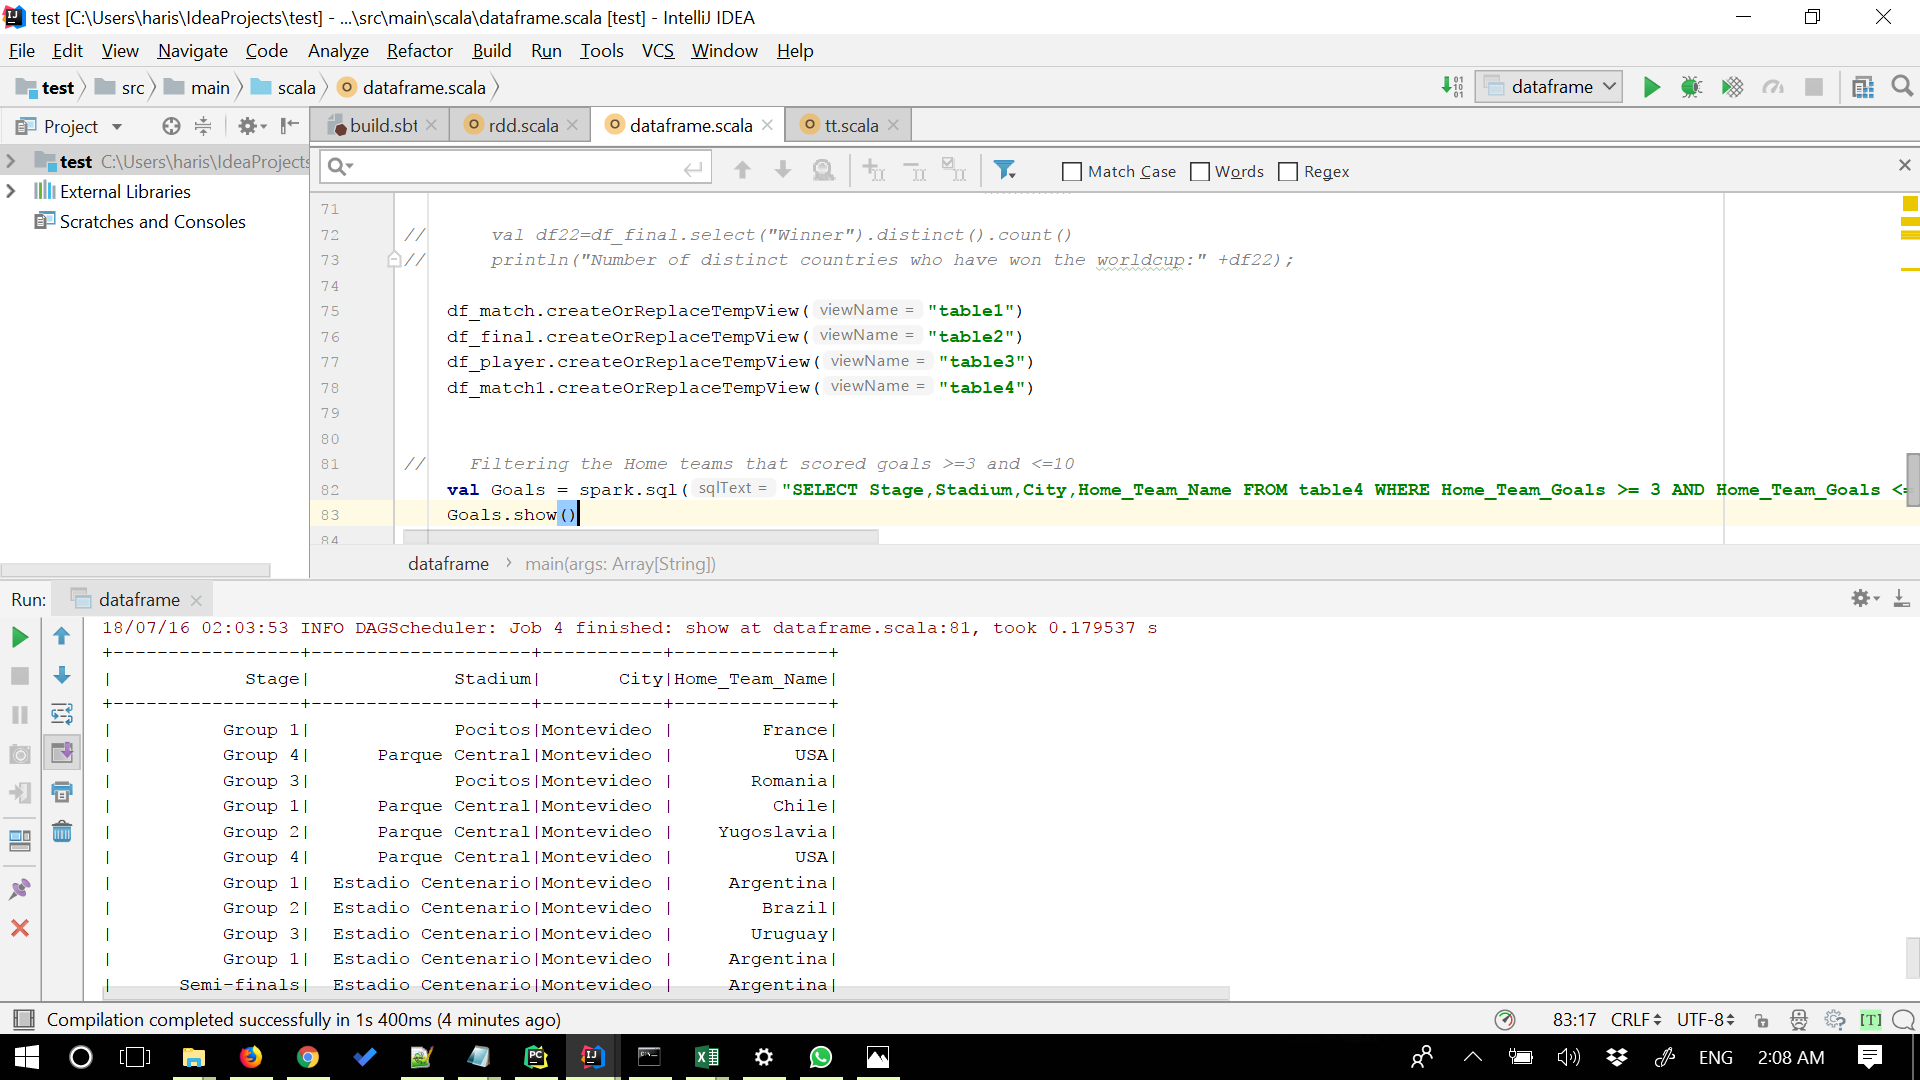 test [C:\Users\haris\IdeaProjects\test] - ...\src\main\scala\dataframe.scala [test] - IntelliJ IDEA
File Edit View Navigate Code Analyze Refactor Build Run Tools VCS Window Help
test src main scala dataframe.scala dataframe
Project build.sbt rdd.scala dataframe.scala tt.scala
test C:\Users\haris\IdeaProjects
External Libraries
Scratches and Consoles
Match Case Words Regex
71
72 // val df22=df_final.select("Winner").distinct().count()
73 // println("Number of distinct countries who have won the worldcup:" +df22);
74
75 df_match.createOrReplaceTempView( viewName = "table1")
76 df_final.createOrReplaceTempView( viewName = "table2")
77 df_player.createOrReplaceTempView( viewName = "table3")
78 df_match1.createOrReplaceTempView( viewName = "table4")
79
80
81 // Filtering the Home teams that scored goals >=3 and <=10
82 val Goals = spark.sql( sqlText = "SELECT Stage,Stadium,City,Home_Team_Name FROM table4 WHERE Home_Team_Goals >= 3 AND Home_Team_Goals <=
83 Goals.show()
84
dataframe main(args: Array[String])
Run: dataframe
18/07/16 02:03:53 INFO DAGScheduler: Job 4 finished: show at dataframe.scala:81, took 0.179537 s
+-----------------+--------------------+-----------+--------------+
| Stage| Stadium| City|Home_Team_Name|
+-----------------+--------------------+-----------+--------------+
| Group 1| Pocitos|Montevideo | France|
| Group 4| Parque Central|Montevideo | USA|
| Group 3| Pocitos|Montevideo | Romania|
| Group 1| Parque Central|Montevideo | Chile|
| Group 2| Parque Central|Montevideo | Yugoslavia|
| Group 4| Parque Central|Montevideo | USA|
| Group 1| Estadio Centenario|Montevideo | Argentina|
| Group 2| Estadio Centenario|Montevideo | Brazil|
| Group 3| Estadio Centenario|Montevideo | Uruguay|
| Group 1| Estadio Centenario|Montevideo | Argentina|
| Semi-finals| Estadio Centenario|Montevideo | Argentina|
Compilation completed successfully in 1s 400ms (4 minutes ago) 83:17 CRLF UTF-8 [T]
ENG 2:08 AM